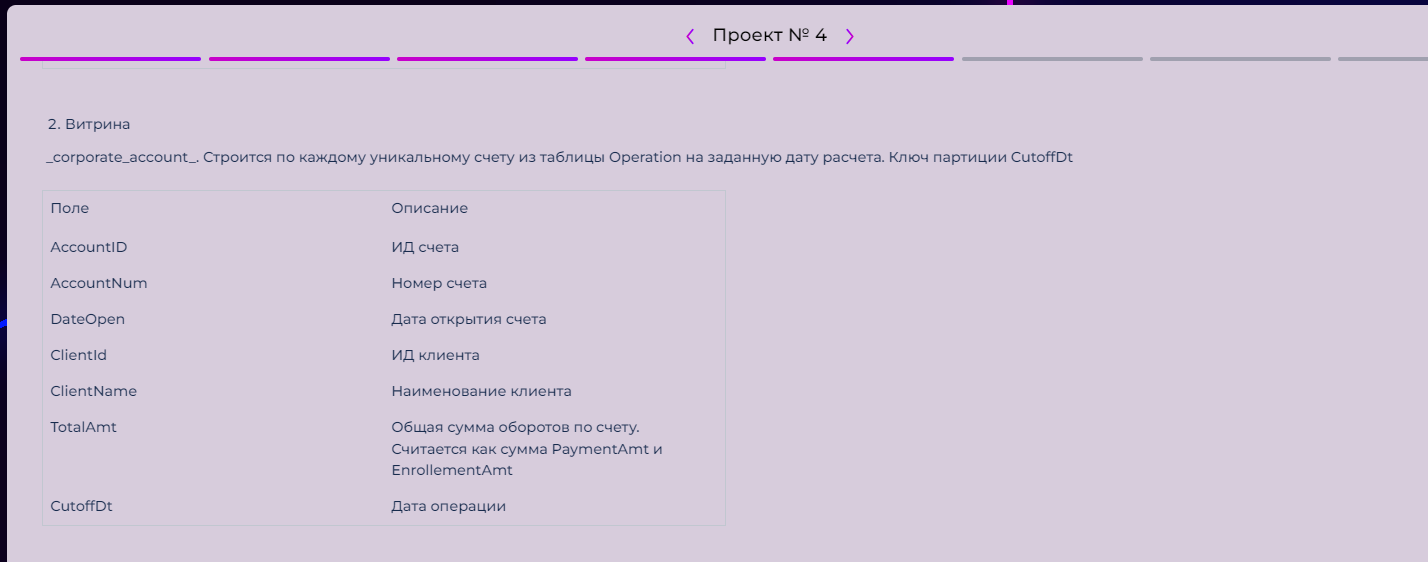 Проект № 4
2. Витрина
_corporate_account_. Строится по каждому уникальному счету из таблицы Operation на заданную дату расчета. Ключ партиции CutoffDt
Поле Описание
AccountID ИД счета
AccountNum Номер счета
DateOpen Дата открытия счета
ClientId ИД клиента
ClientName Наименование клиента
TotalAmt Общая сумма оборотов по счету.
Считается как сумма PaymentAmt и
EnrollementAmt
CutoffDt Дата операции